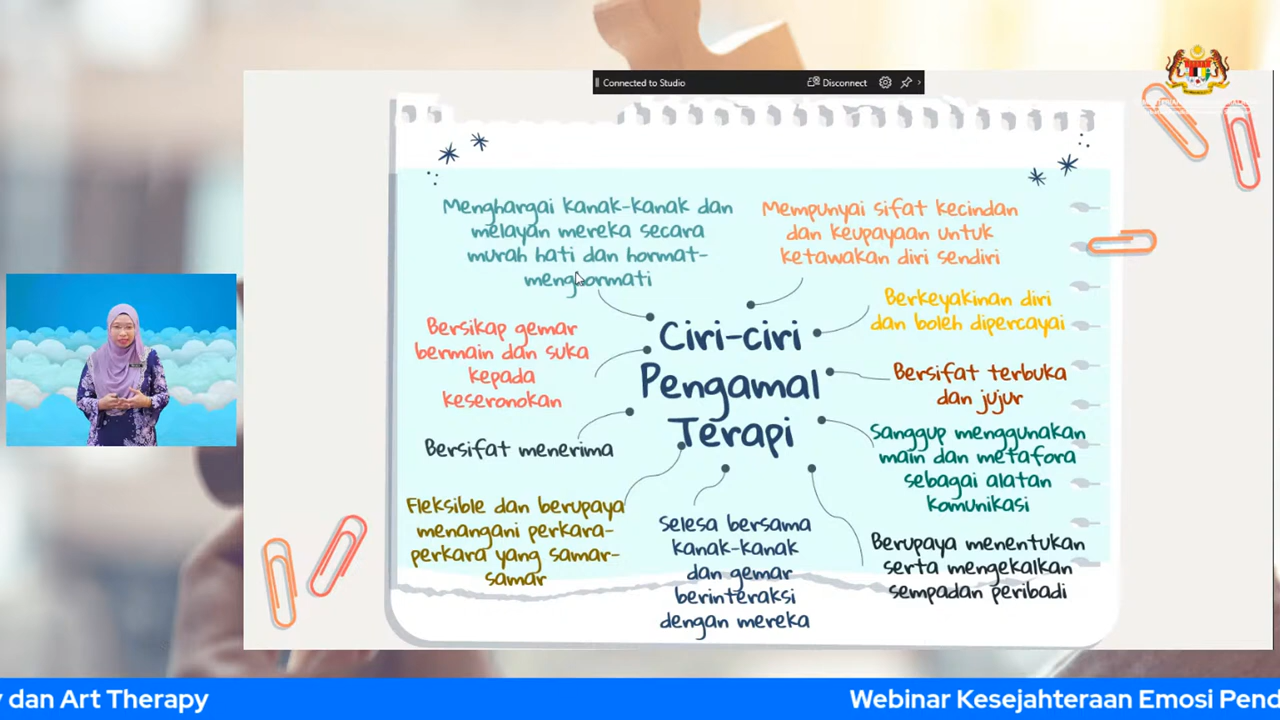 Connected to Studio
Disconnect
Menghargai kanak-kanak dan
melayan mereka secara
murah hati dan hormat-
menghormati
Mempunyai sifat kecindan
dan keupayaan untuk
ketawakan diri sendiri
Berkeyakinan diri
dan boleh dipercayai
Bersikap gemar
bermain dan suka
kepada
keseronokan
Ciri-ciri
Pengamal
Terapi
Bersifat terbuka
dan jujur
Bersifat menerima
Sanggup menggunakan
main dan metafora
sebagai alatan
komunikasi
Fleksible dan berupaya
menangani perkara-
perkara yang samar-
samar
Selesa bersama
kanak-kanak
dan gemar
berinteraksi
dengan mereka
Berupaya menentukan
serta mengekalkan
sempadan peribadi
dan Art Therapy
Webinar Kesejahteraan Emosi Pend